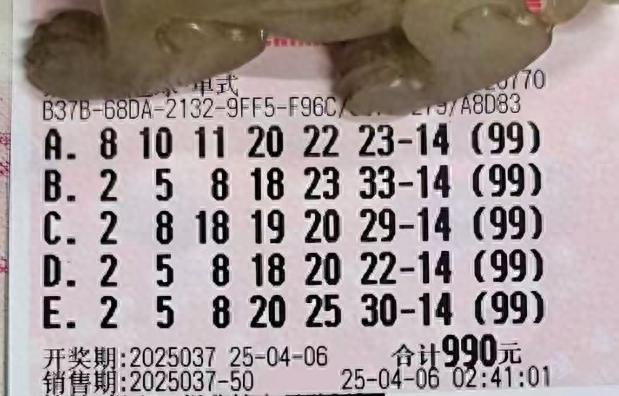 单式
0770
B37B-68DA-2132-9FF5-F96C/ /A8D83
A. 8 10 11 20 22 23-14 (99)
B. 2 5 8 18 23 33-14 (99)
C. 2 8 18 19 20 29-14 (99)
D. 2 5 8 18 20 22-14 (99)
E. 2 5 8 20 25 30-14 (99)
开奖期:2025037 25-04-06 合计990元
销售期:2025037-50 25-04-06 02:41:01